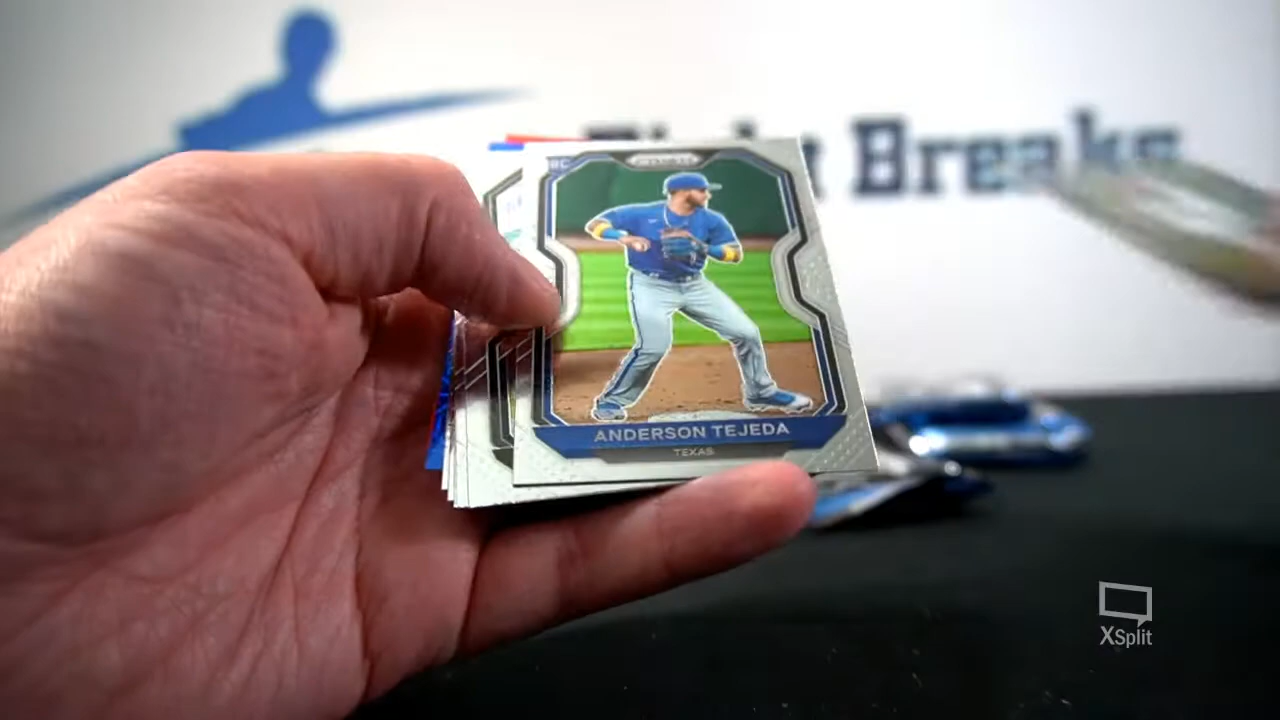 Breaks
RC
PRIZM
ANDERSON TEJEDA
TEXAS
XSplit